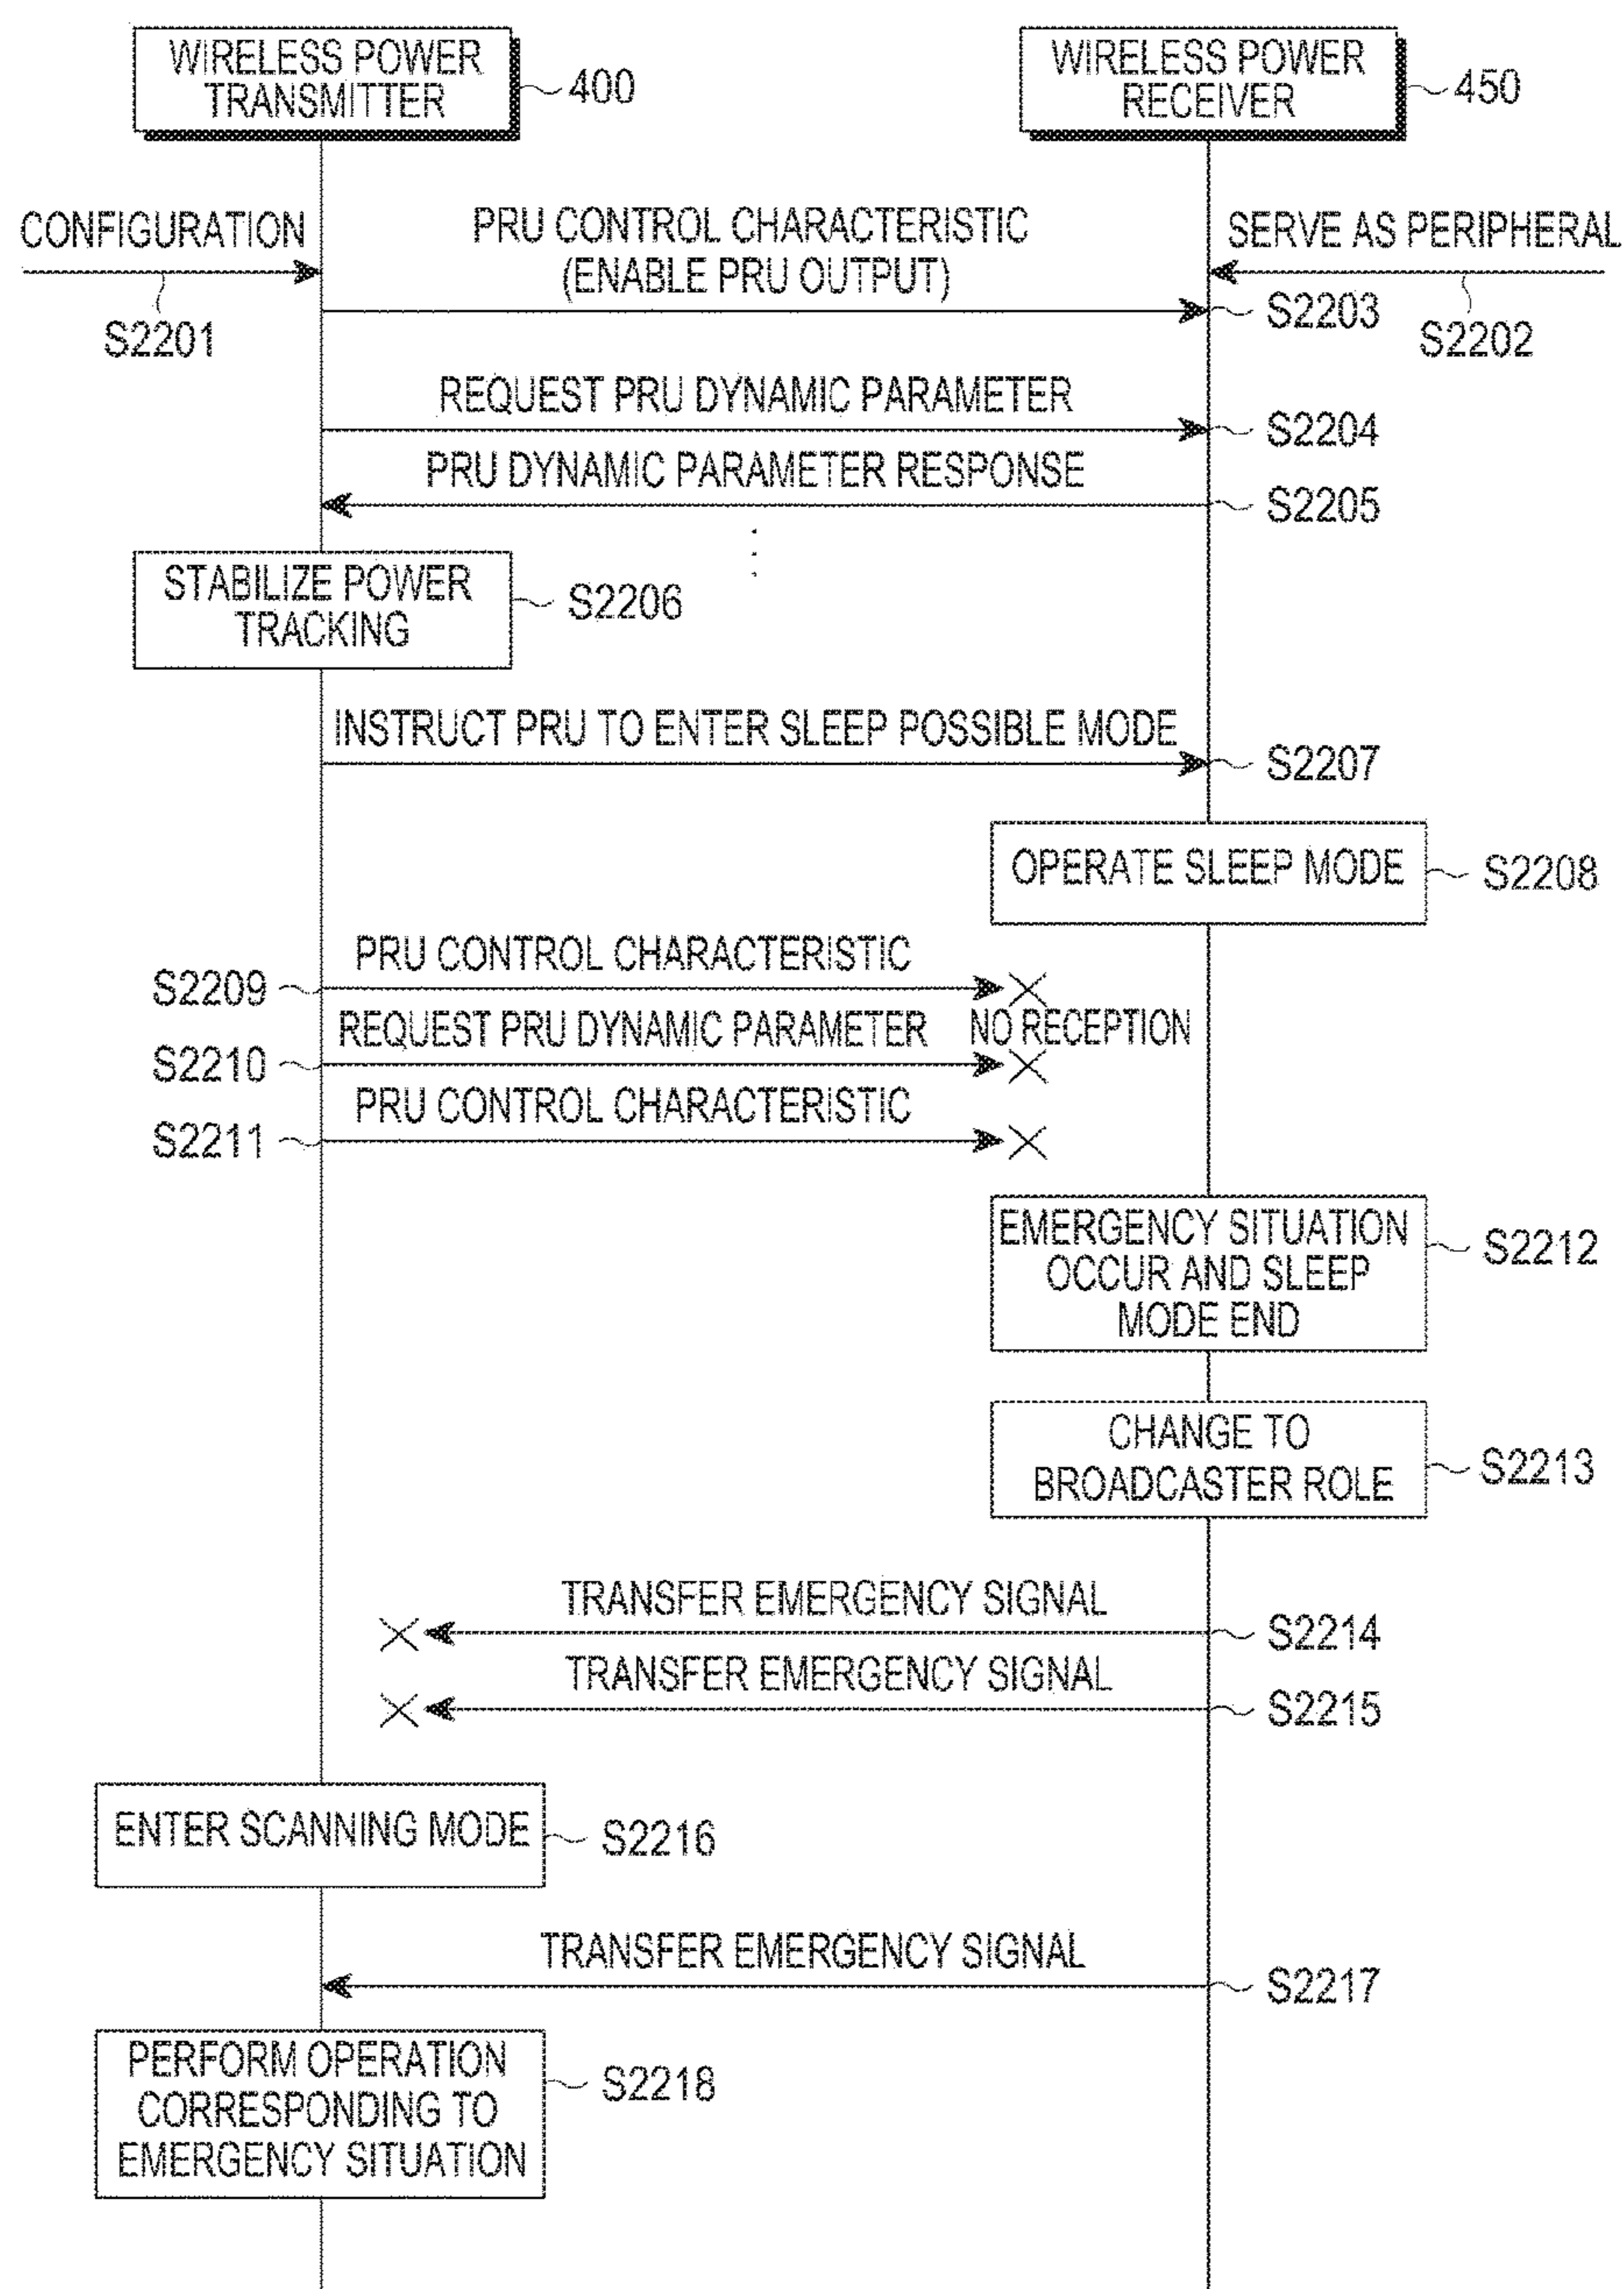 WIRELESS POWER
TRANSMITTER
400
WIRELESS POWER
RECEIVER
450
CONFIGURATION
S2201
PRU CONTROL CHARACTERISTIC
(ENABLE PRU OUTPUT)
S2203
SERVE AS PERIPHERAL
S2202
REQUEST PRU DYNAMIC PARAMETER
S2204
PRU DYNAMIC PARAMETER RESPONSE
S2205
STABILIZE POWER
TRACKING
S2206
INSTRUCT PRU TO ENTER SLEEP POSSIBLE MODE
S2207
OPERATE SLEEP MODE
S2208
PRU CONTROL CHARACTERISTIC
S2209
REQUEST PRU DYNAMIC PARAMETER
NO RECEPTION
S2210
PRU CONTROL CHARACTERISTIC
S2211
EMERGENCY SITUATION
OCCUR AND SLEEP
MODE END
S2212
CHANGE TO
BROADCASTER ROLE
S2213
TRANSFER EMERGENCY SIGNAL
S2214
TRANSFER EMERGENCY SIGNAL
S2215
ENTER SCANNING MODE
S2216
TRANSFER EMERGENCY SIGNAL
S2217
PERFORM OPERATION
CORRESPONDING TO
EMERGENCY SITUATION
S2218